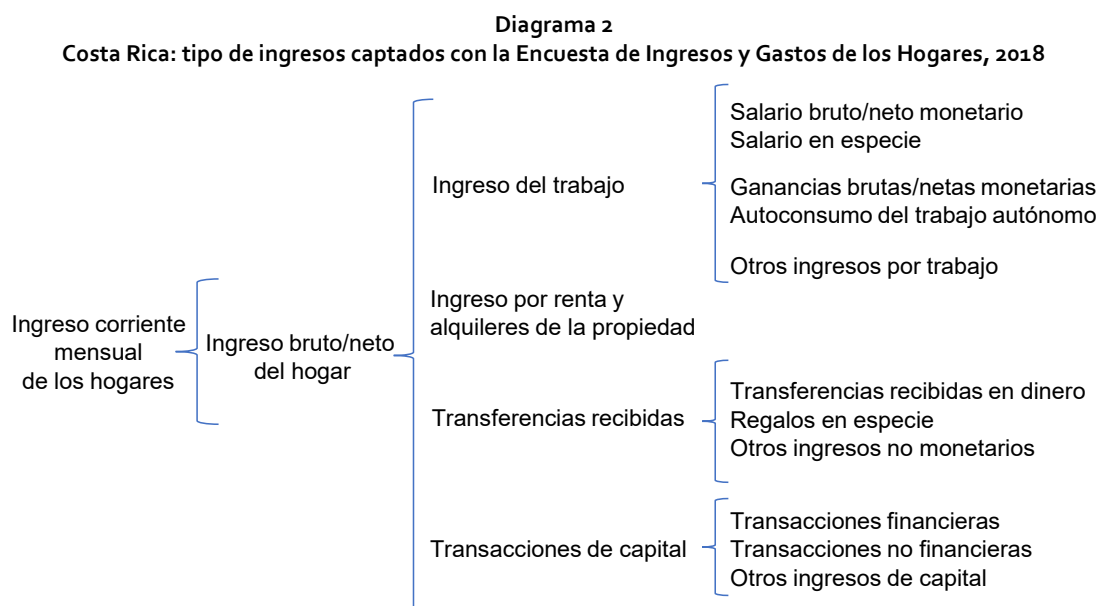 Diagrama 2
Costa Rica: tipo de ingresos captados con la Encuesta de Ingresos y Gastos de los Hogares, 2018
Ingreso corriente
mensual
de los hogares
Ingreso bruto/neto
del hogar
Ingreso del trabajo
Salario bruto/neto monetario
Salario en especie
Ganancias brutas/netas monetarias
Autoconsumo del trabajo autónomo
Otros ingresos por trabajo
Ingreso por renta y
alquileres de la propiedad
Transferencias recibidas
Transferencias recibidas en dinero
Regalos en especie
Otros ingresos no monetarios
Transacciones de capital
Transacciones financieras
Transacciones no financieras
Otros ingresos de capital